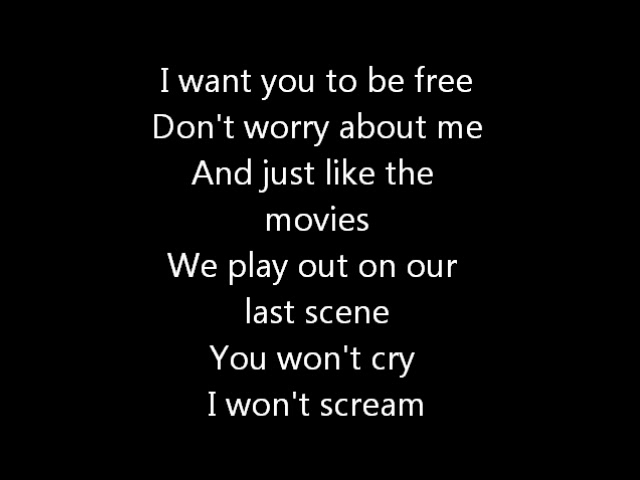 I want you to be free
Don't worry about me
And just like the
movies
We play out on our
last scene
You won't cry
I won't scream